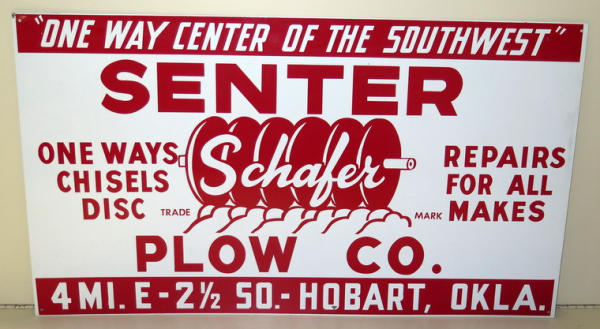 "ONE WAY CENTER OF THE SOUTHWEST"
SENTER
ONE WAYS
CHISELS
DISC
Schafer
TRADE MARK
REPAIRS
FOR ALL
MAKES
PLOW CO.
4 MI. E - 2½ SO. - HOBART, OKLA.